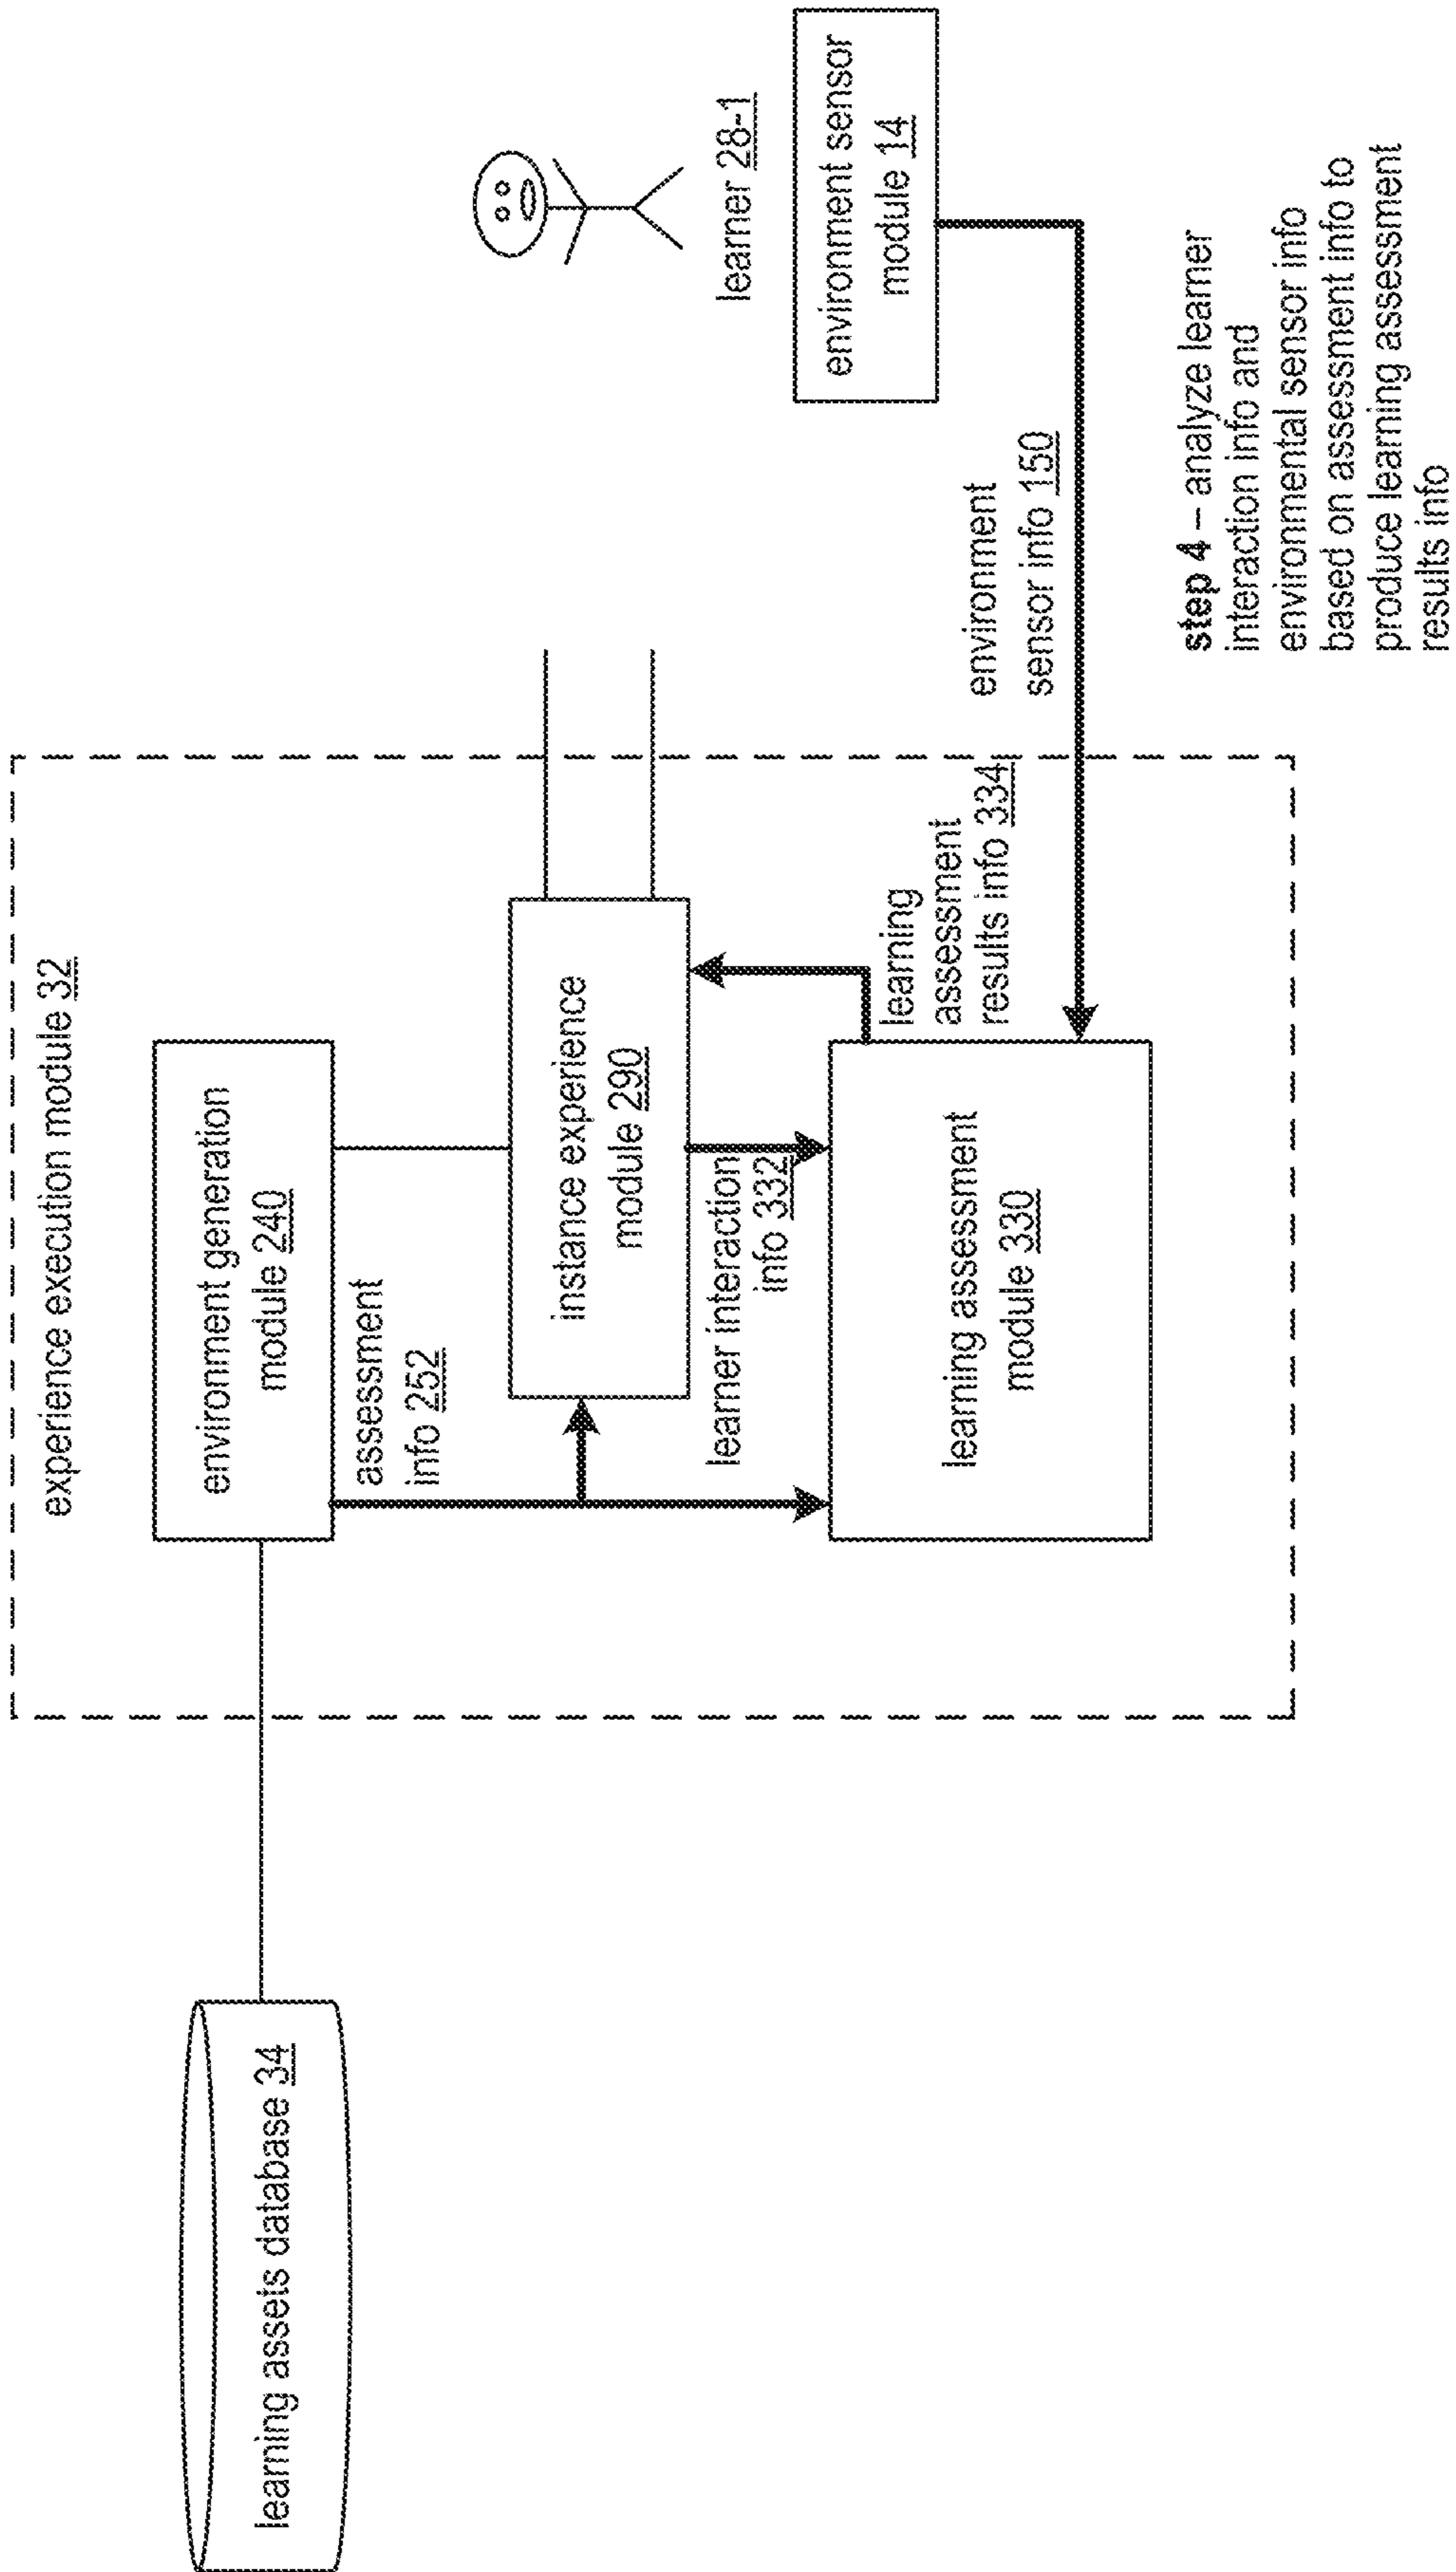 experience execution module 32
learning assets database 34
environment generation
module 240
assessment
info 252
instance experience
module 290
learner interaction
info 332
learning
assessment
results info 334
learning assessment
module 330
learner 28-1
environment sensor
module 14
environment
sensor info 150
step 4 – analyze learner
interaction info and
environmental sensor info
based on assessment info to
produce learning assessment
results info